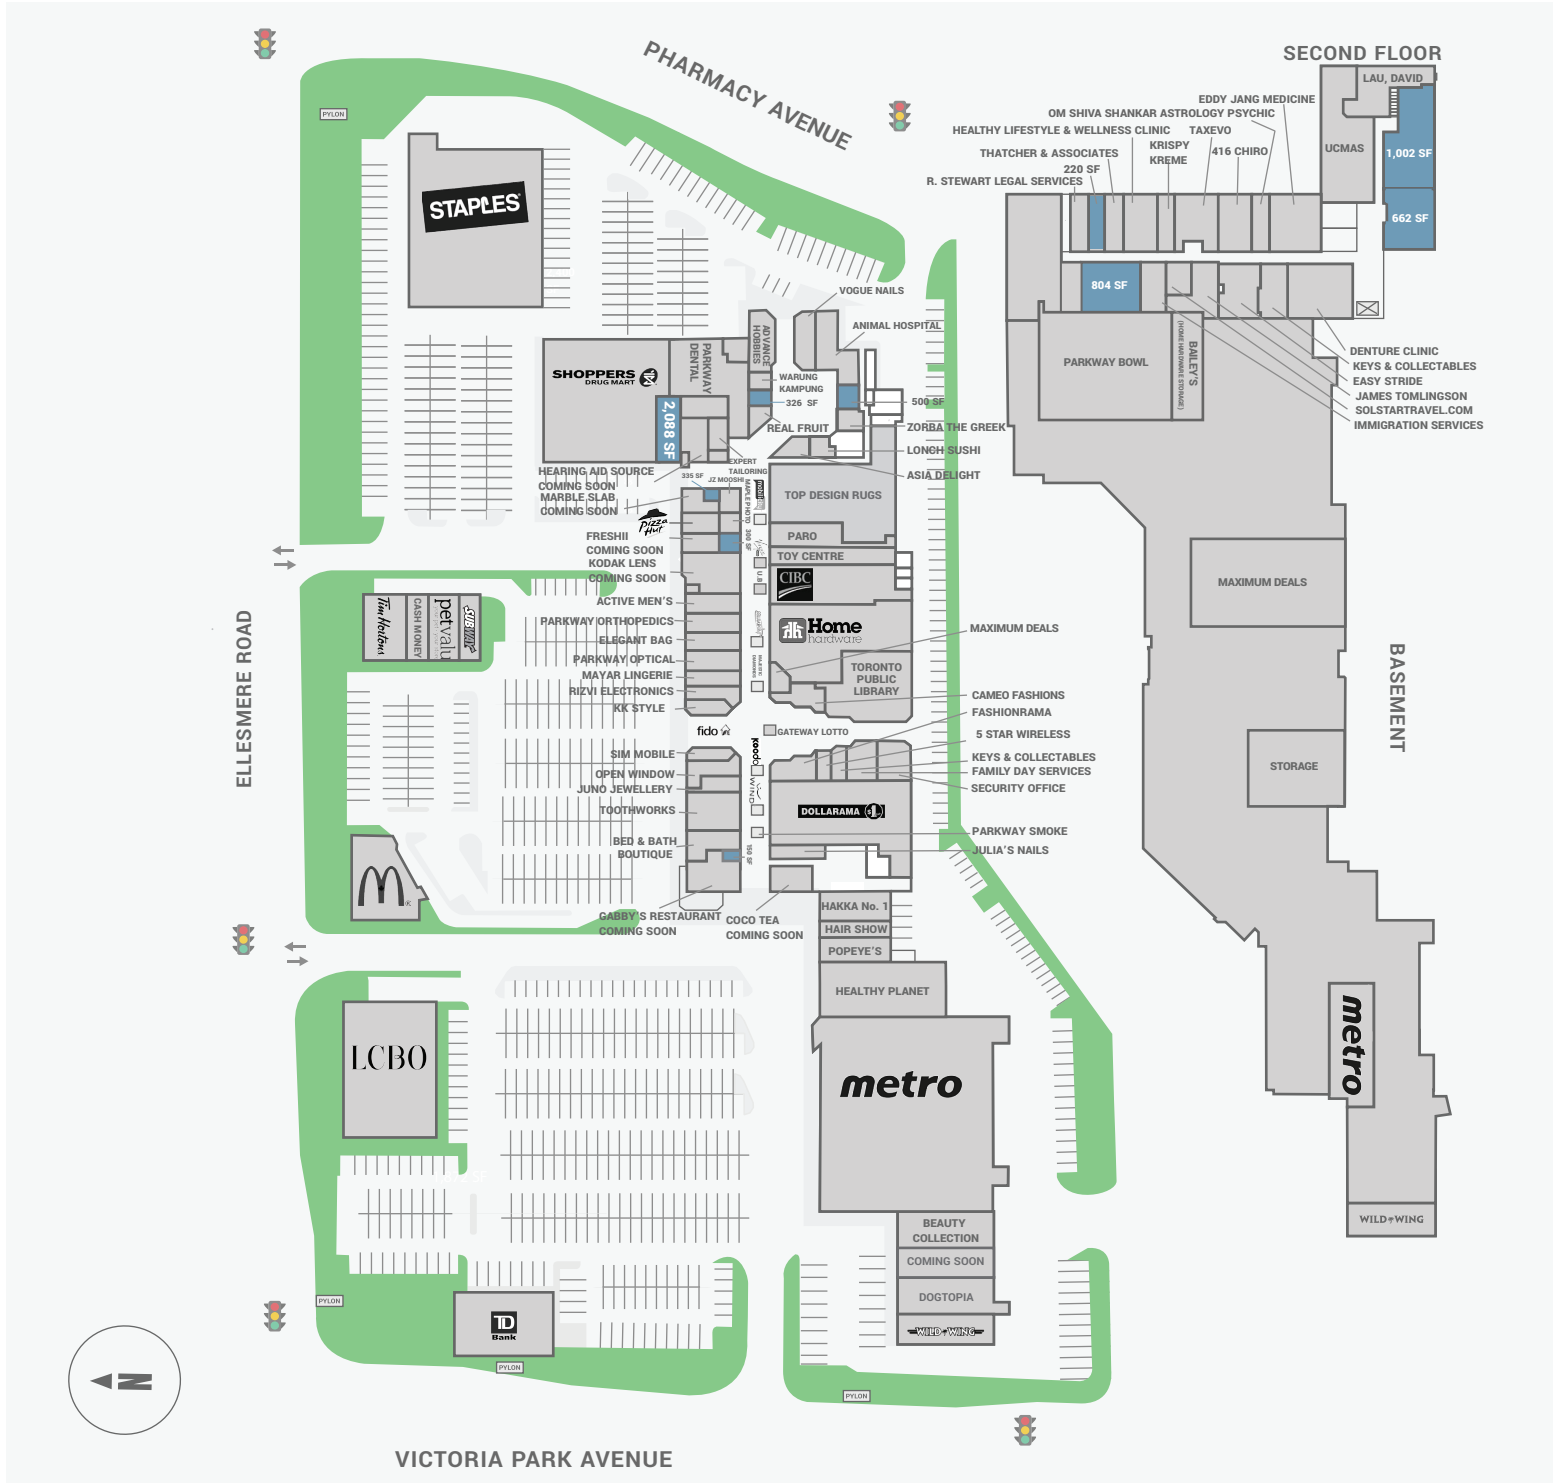 SECOND FLOOR
PHARMACY AVENUE
LAU, DAVID
EDDY JANG MEDICINE
OM SHIVA SHANKAR ASTROLOGY PSYCHIC
HEALTHY LIFESTYLE & WELLNESS CLINIC
TAXEVO
KRISPY
KREME
416 CHIRO
UCMAS
1,002 SF
THATCHER & ASSOCIATES
220 SF
R. STEWART LEGAL SERVICES
662 SF
804 SF
PARKWAY BOWL
BAILEY'S
(HOME HARDWARE STORAGE)
DENTURE CLINIC
KEYS & COLLECTABLES
EASY STRIDE
JAMES TOMLINGSON
SOLSTARTRAVEL.COM
IMMIGRATION SERVICES
PYLON
STAPLES
VOGUE NAILS
ANIMAL HOSPITAL
ADVANCE
HOBBIES
PARKWAY
DENTAL
SHOPPERS
DRUG MART
WARUNG
KAMPUNG
326 SF
500 SF
2,088 SF
REAL FRUIT
ZORBA THE GREEK
LONCH SUSHI
ASIA DELIGHT
EXPERT
TAILORING
HEARING AID SOURCE
COMING SOON
335 SF
JZ MOOSHI
MARBLE SLAB
COMING SOON
MAPLE PHOTO
TOP DESIGN RUGS
Pizza
Hut
300 SF
PARO
FRESHII
COMING SOON
TOY CENTRE
KODAK LENS
COMING SOON
U.B
CIBC
ACTIVE MEN'S
PARKWAY ORTHOPEDICS
Home
hardware
MAXIMUM DEALS
ELEGANT BAG
PARKWAY OPTICAL
MAYAR LINGERIE
RIZVI ELECTRONICS
KK STYLE
TORONTO
PUBLIC
LIBRARY
CAMEO FASHIONS
FASHIONRAMA
fido
GATEWAY LOTTO
5 STAR WIRELESS
koodo
SIM MOBILE
KEYS & COLLECTABLES
FAMILY DAY SERVICES
SECURITY OFFICE
OPEN WINDOW
JUNO JEWELLERY
WIND
TOOTHWORKS
DOLLARAMA
PARKWAY SMOKE
BED & BATH
BOUTIQUE
150 SF
JULIA'S NAILS
GABBY'S RESTAURANT
COMING SOON
COCO TEA
COMING SOON
HAKKA No. 1
HAIR SHOW
POPEYE'S
HEALTHY PLANET
metro
BEAUTY
COLLECTION
COMING SOON
DOGTOPIA
WILD WING
Tim Hortons
CASH MONEY
petvalu
SUBWAY
ELLESMERE ROAD
LCBO
PYLON
TD
Bank
PYLON
PYLON
N
VICTORIA PARK AVENUE
MAXIMUM DEALS
BASEMENT
STORAGE
metro
WILD WING